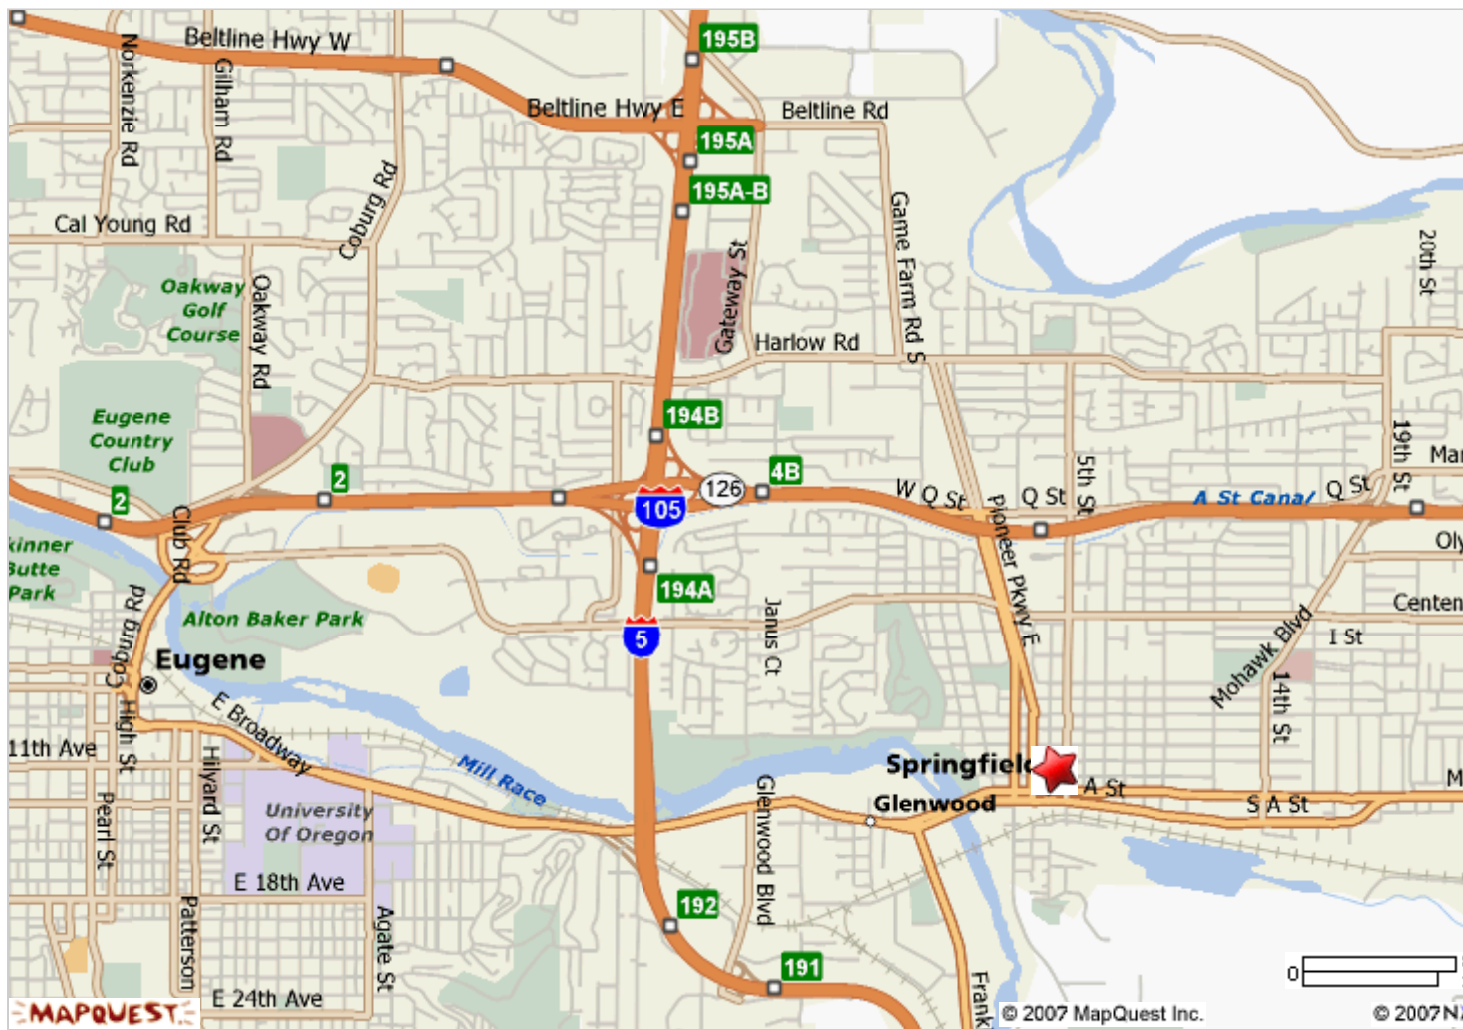 195B
Beltline Hwy W
Norkenzie Rd
Gilham Rd
Beltline Hwy E
Beltline Rd
195A
195A-B
Coburg Rd
Cal Young Rd
Game Farm Rd S
20th St
Gateway St
Oakway
Golf
Course
Oakway Rd
Harlow Rd
Eugene
Country
Club
194B
19th St
Mar
4B
2
2
126
105
W Q St
Q St
5th St
A St Canal
Q St
Pioneer Pkwy E
Club Rd
kinner
Butte
Park
Oly
194A
Janus Ct
Coburg Rd
Alton Baker Park
5
Centen
I St
Mohawk Blvd
14th St
Eugene
High St
E Broadway
11th Ave
Hilyard St
Mill Race
Springfield
A St
M
Glenwood
S A St
Glenwood Blvd
Pearl St
University
Of Oregon
E 18th Ave
Patterson
Agate St
192
191
Frank
0
E 24th Ave
MAPQUEST
© 2007 MapQuest Inc.
© 2007 N